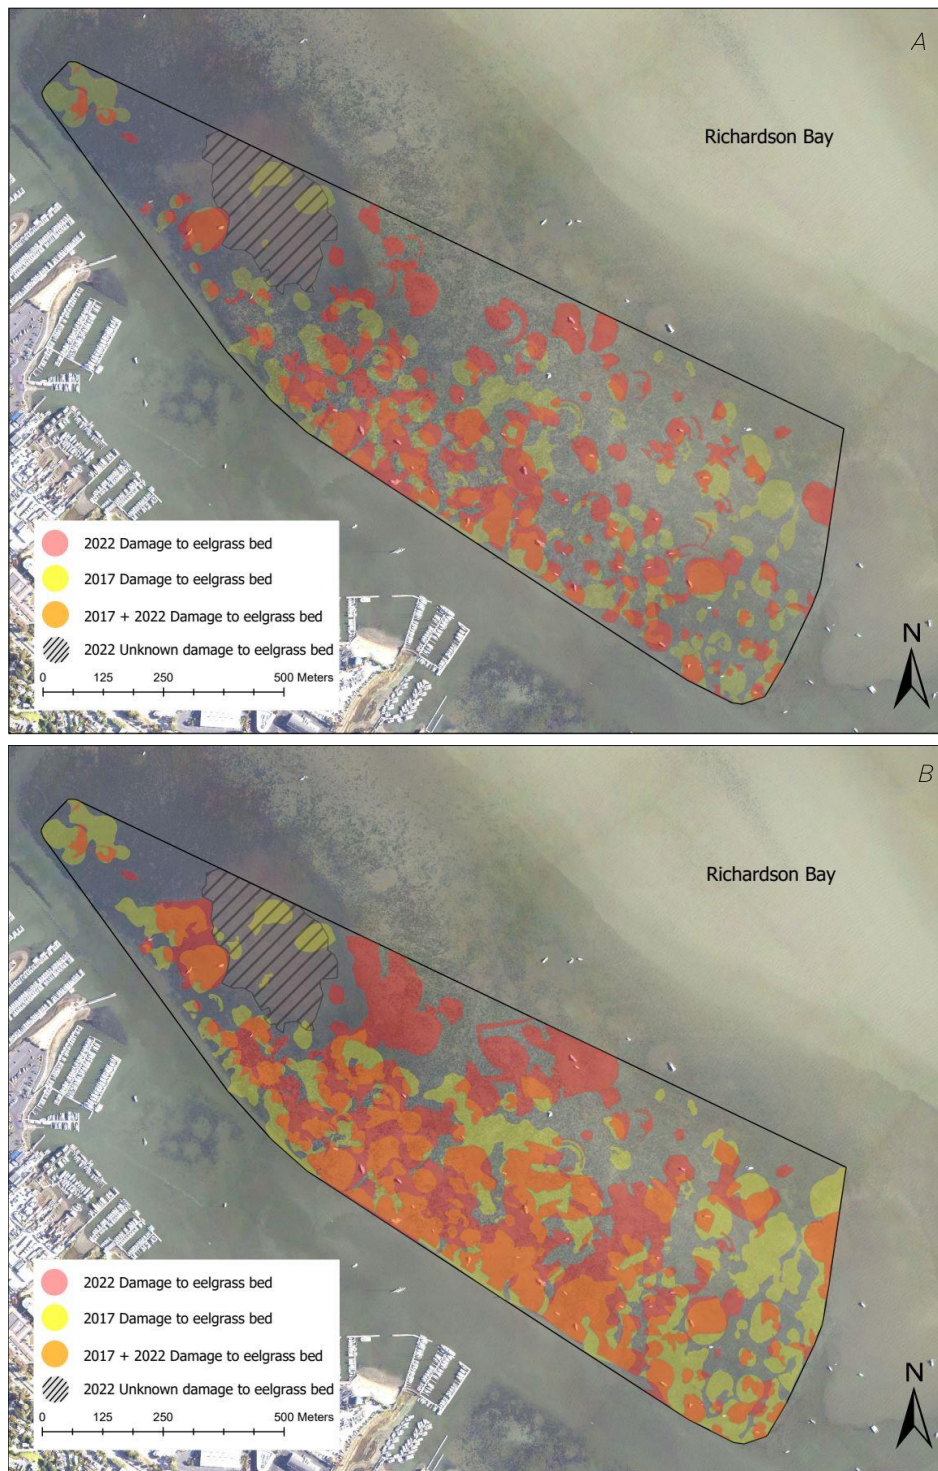 A
Richardson Bay
2022 Damage to eelgrass bed
2017 Damage to eelgrass bed
2017 + 2022 Damage to eelgrass bed
2022 Unknown damage to eelgrass bed
0 125 250 500 Meters
N
B
Richardson Bay
2022 Damage to eelgrass bed
2017 Damage to eelgrass bed
2017 + 2022 Damage to eelgrass bed
2022 Unknown damage to eelgrass bed
0 125 250 500 Meters
N